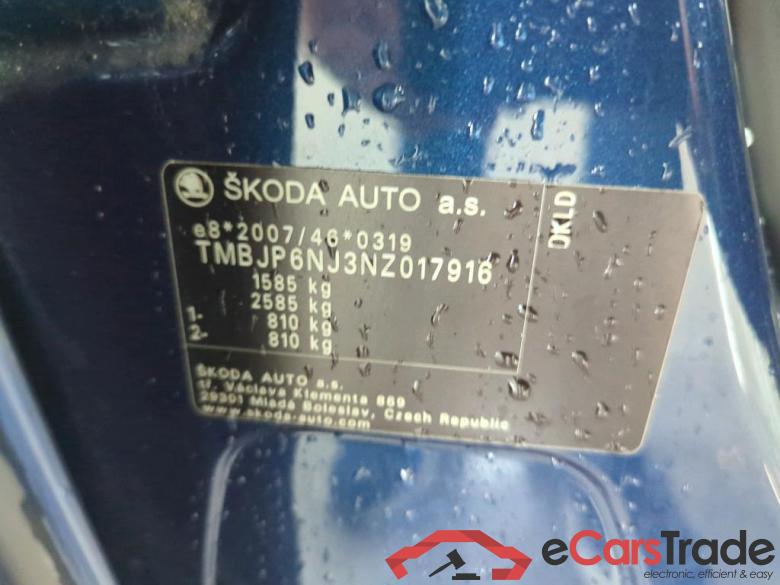 ŠKODA AUTO a.s.
e8*2007/46*0319
TMBJP6NJ3NZ017916
1585 kg
2585 kg
1- 810 kg
2- 810 kg
DKLD
ŠKODA AUTO a.s.
tř. Václava Klementa 869
29301 Mladá Boleslav, Czech Republic
www.skoda-auto.com
eCarsTrade
electronic, efficient & easy